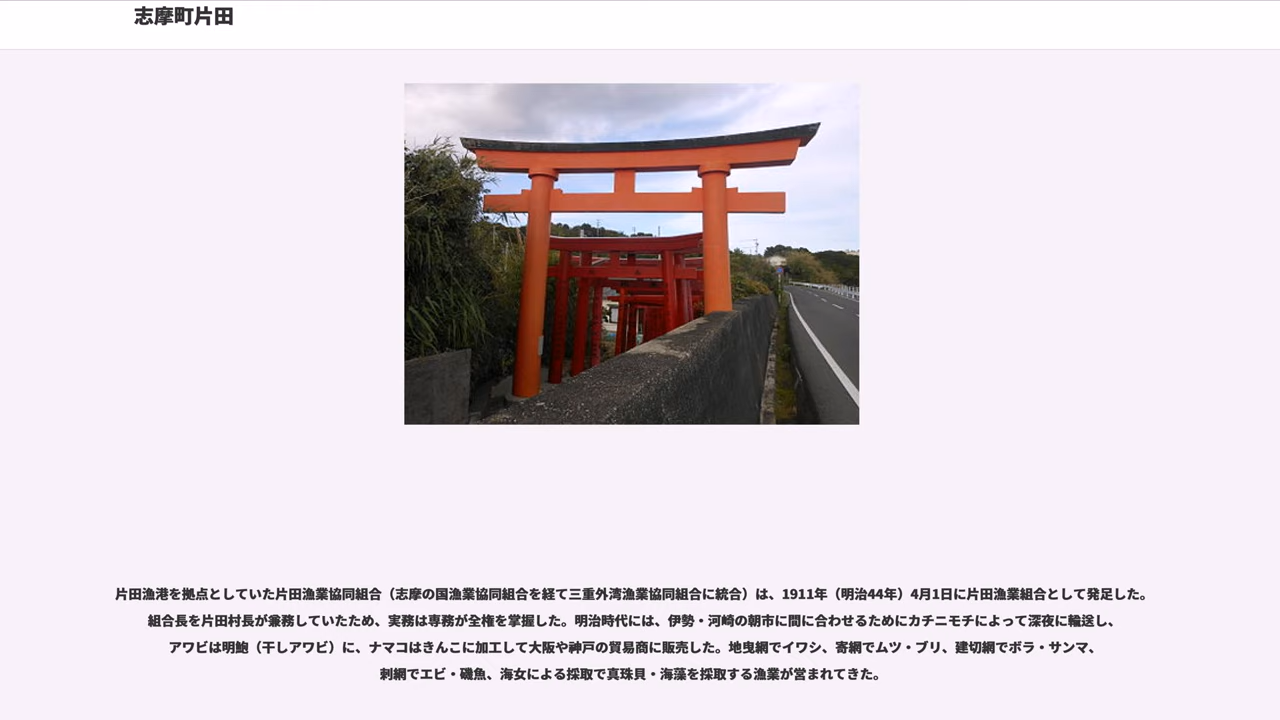 志摩町片田
片田漁港を拠点としていた片田漁業協同組合（志摩の国漁業協同組合を経て三重外湾漁業協同組合に統合）は、1911年（明治44年）4月1日に片田漁業組合として発足した。
組合長を片田村長が兼務していたため、実務は専務が全権を掌握した。明治時代には、伊勢・河崎の朝市に間に合わせるためにカチニモチによって深夜に輸送し、
アワビは明鮑（干しアワビ）に、ナマコはきんこに加工して大阪や神戸の貿易商に販売した。地曳網でイワシ、寄網でムツ・ブリ、建切網でボラ・サンマ、
刺網でエビ・磯魚、海女による採取で真珠貝・海藻を採取する漁業が営まれてきた。